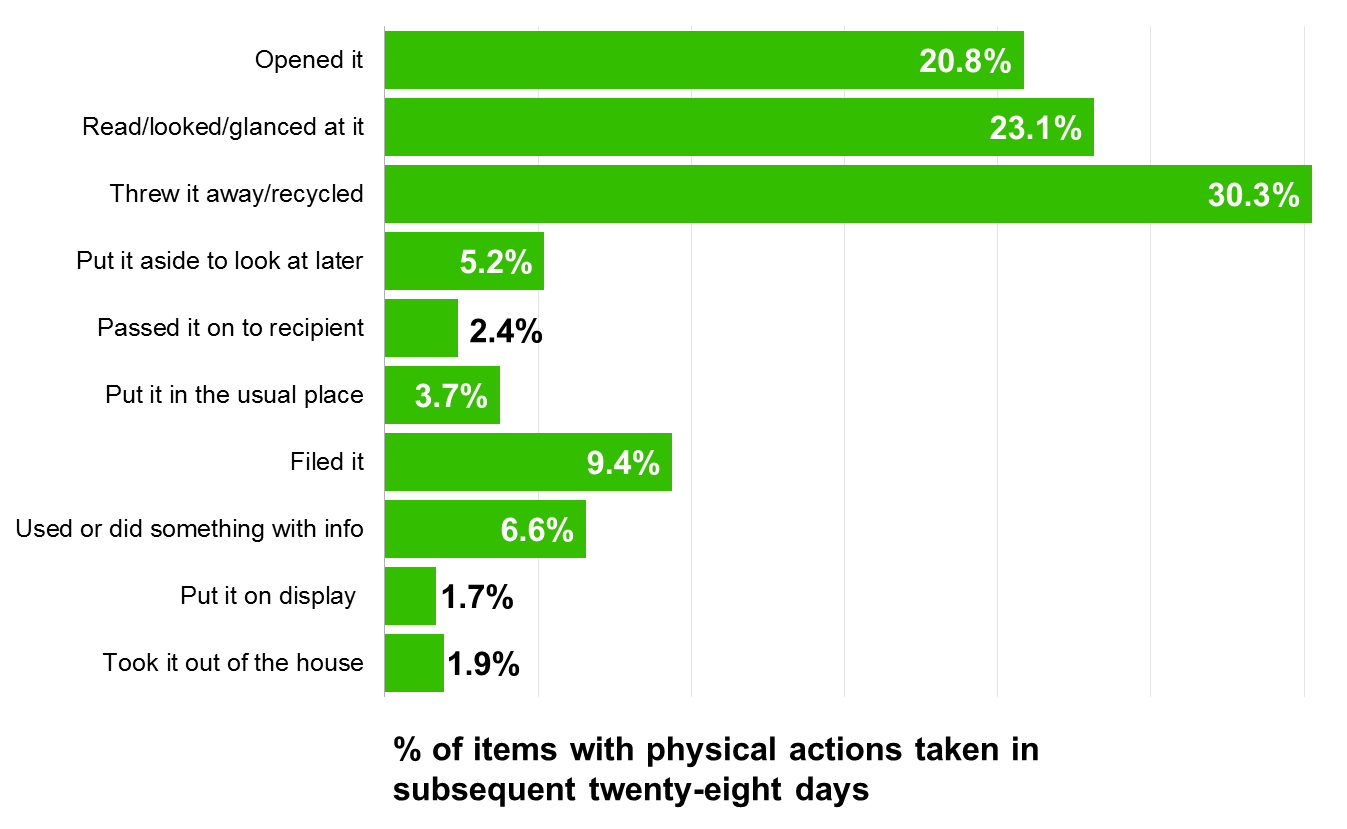 Opened it 20.8%
Read/looked/glanced at it 23.1%
Threw it away/recycled 30.3%
Put it aside to look at later 5.2%
Passed it on to recipient 2.4%
Put it in the usual place 3.7%
Filed it 9.4%
Used or did something with info 6.6%
Put it on display 1.7%
Took it out of the house 1.9%
% of items with physical actions taken in
subsequent twenty-eight days